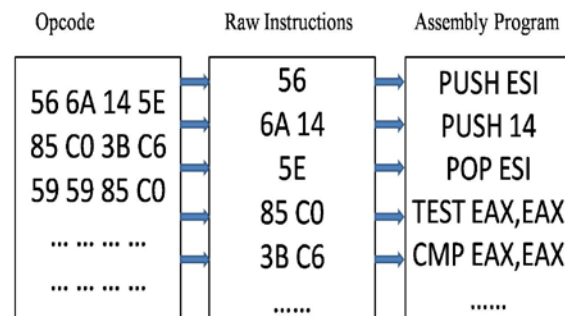 Opcode
56 6A 14 5E
85 C0 3B C6
59 59 85 C0
... ... ... ...
... ... ... ...
Raw Instructions
56
6A 14
5E
85 C0
3B C6
......
Assembly Program
PUSH ESI
PUSH 14
POP ESI
TEST EAX,EAX
CMP EAX,EAX
......